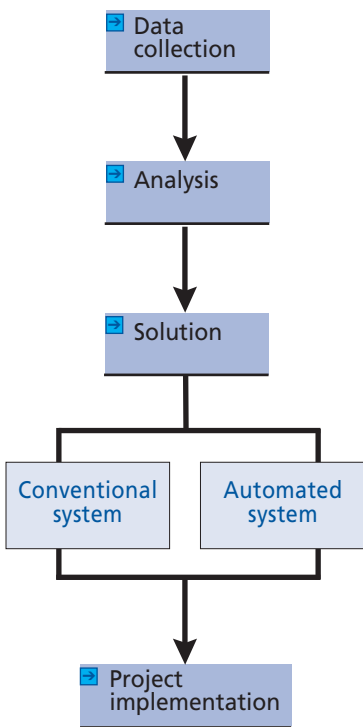 Data
collection
Analysis
Solution
Conventional
system
Automated
system
Project
implementation